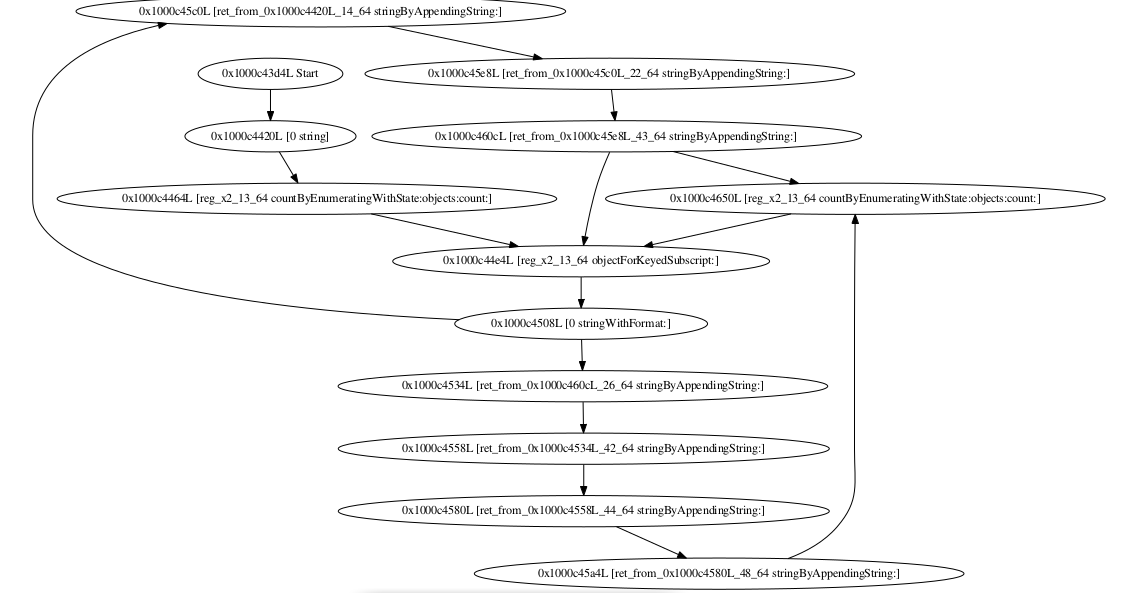 0x1000c45c0L [ret_from_0x1000c4420L_14_64 stringByAppendingString:]
0x1000c43d4L Start
0x1000c45e8L [ret_from_0x1000c45c0L_22_64 stringByAppendingString:]
0x1000c4420L [0 string]
0x1000c460cL [ret_from_0x1000c45e8L_43_64 stringByAppendingString:]
0x1000c4464L [reg_x2_13_64 countByEnumeratingWithState:objects:count:]
0x1000c4650L [reg_x2_13_64 countByEnumeratingWithState:objects:count:]
0x1000c44e4L [reg_x2_13_64 objectForKeyedSubscript:]
0x1000c4508L [0 stringWithFormat:]
0x1000c4534L [ret_from_0x1000c460cL_26_64 stringByAppendingString:]
0x1000c4558L [ret_from_0x1000c4534L_42_64 stringByAppendingString:]
0x1000c4580L [ret_from_0x1000c4558L_44_64 stringByAppendingString:]
0x1000c45a4L [ret_from_0x1000c4580L_48_64 stringByAppendingString:]